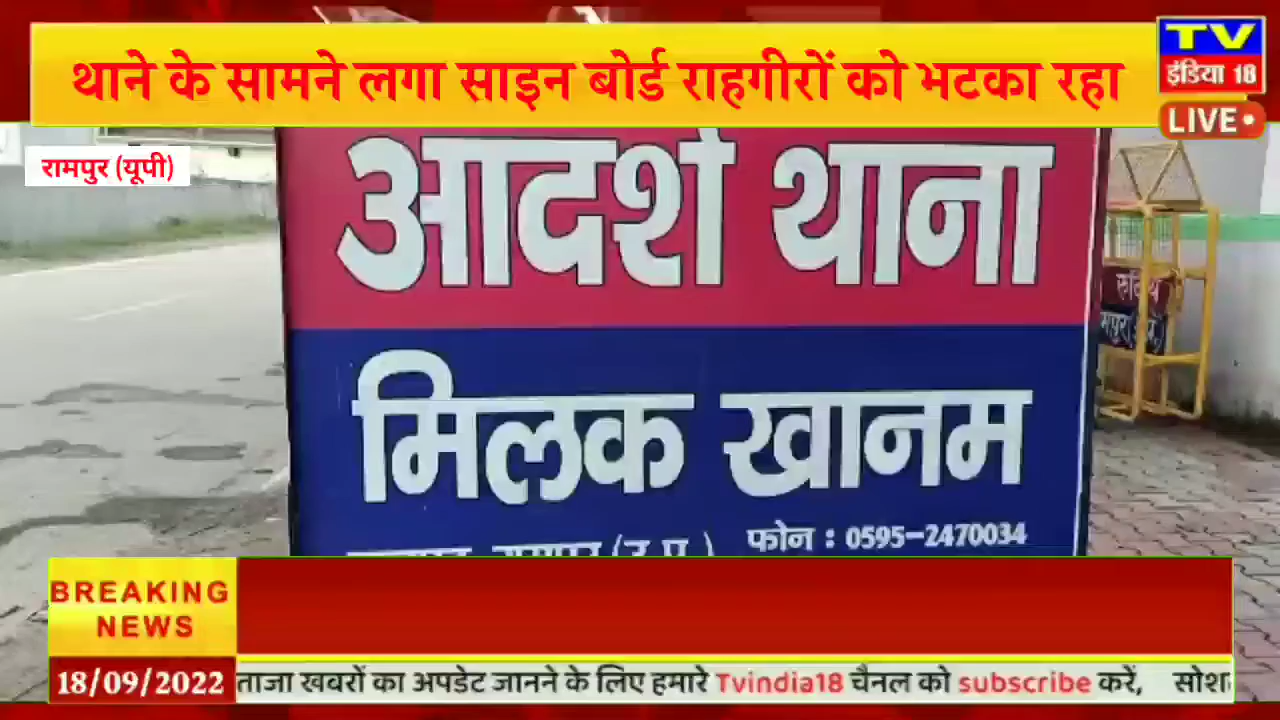 थाने के सामने लगा साइन बोर्ड राहगीरों को भटका रहा
TV
इंडिया 18
LIVE
रामपुर (यूपी)
आदर्श थाना
मिलक खानम
फोन : 0595-2470034
BREAKING
NEWS
18/09/2022
ताजा खबरों का अपडेट जानने के लिए हमारे Tvindia18 चैनल को subscribe करें,